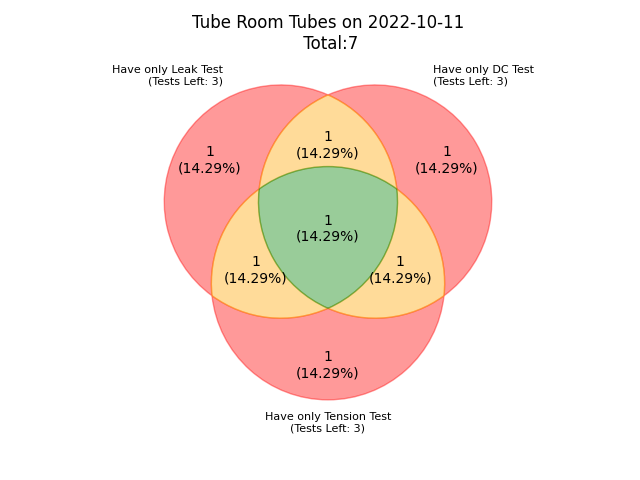 Tube Room Tubes on 2022-10-11
Total:7
Have only Leak Test
(Tests Left: 3)
Have only DC Test
(Tests Left: 3)
1
(14.29%)
1
(14.29%)
1
(14.29%)
1
(14.29%)
1
(14.29%)
1
(14.29%)
1
(14.29%)
Have only Tension Test
(Tests Left: 3)